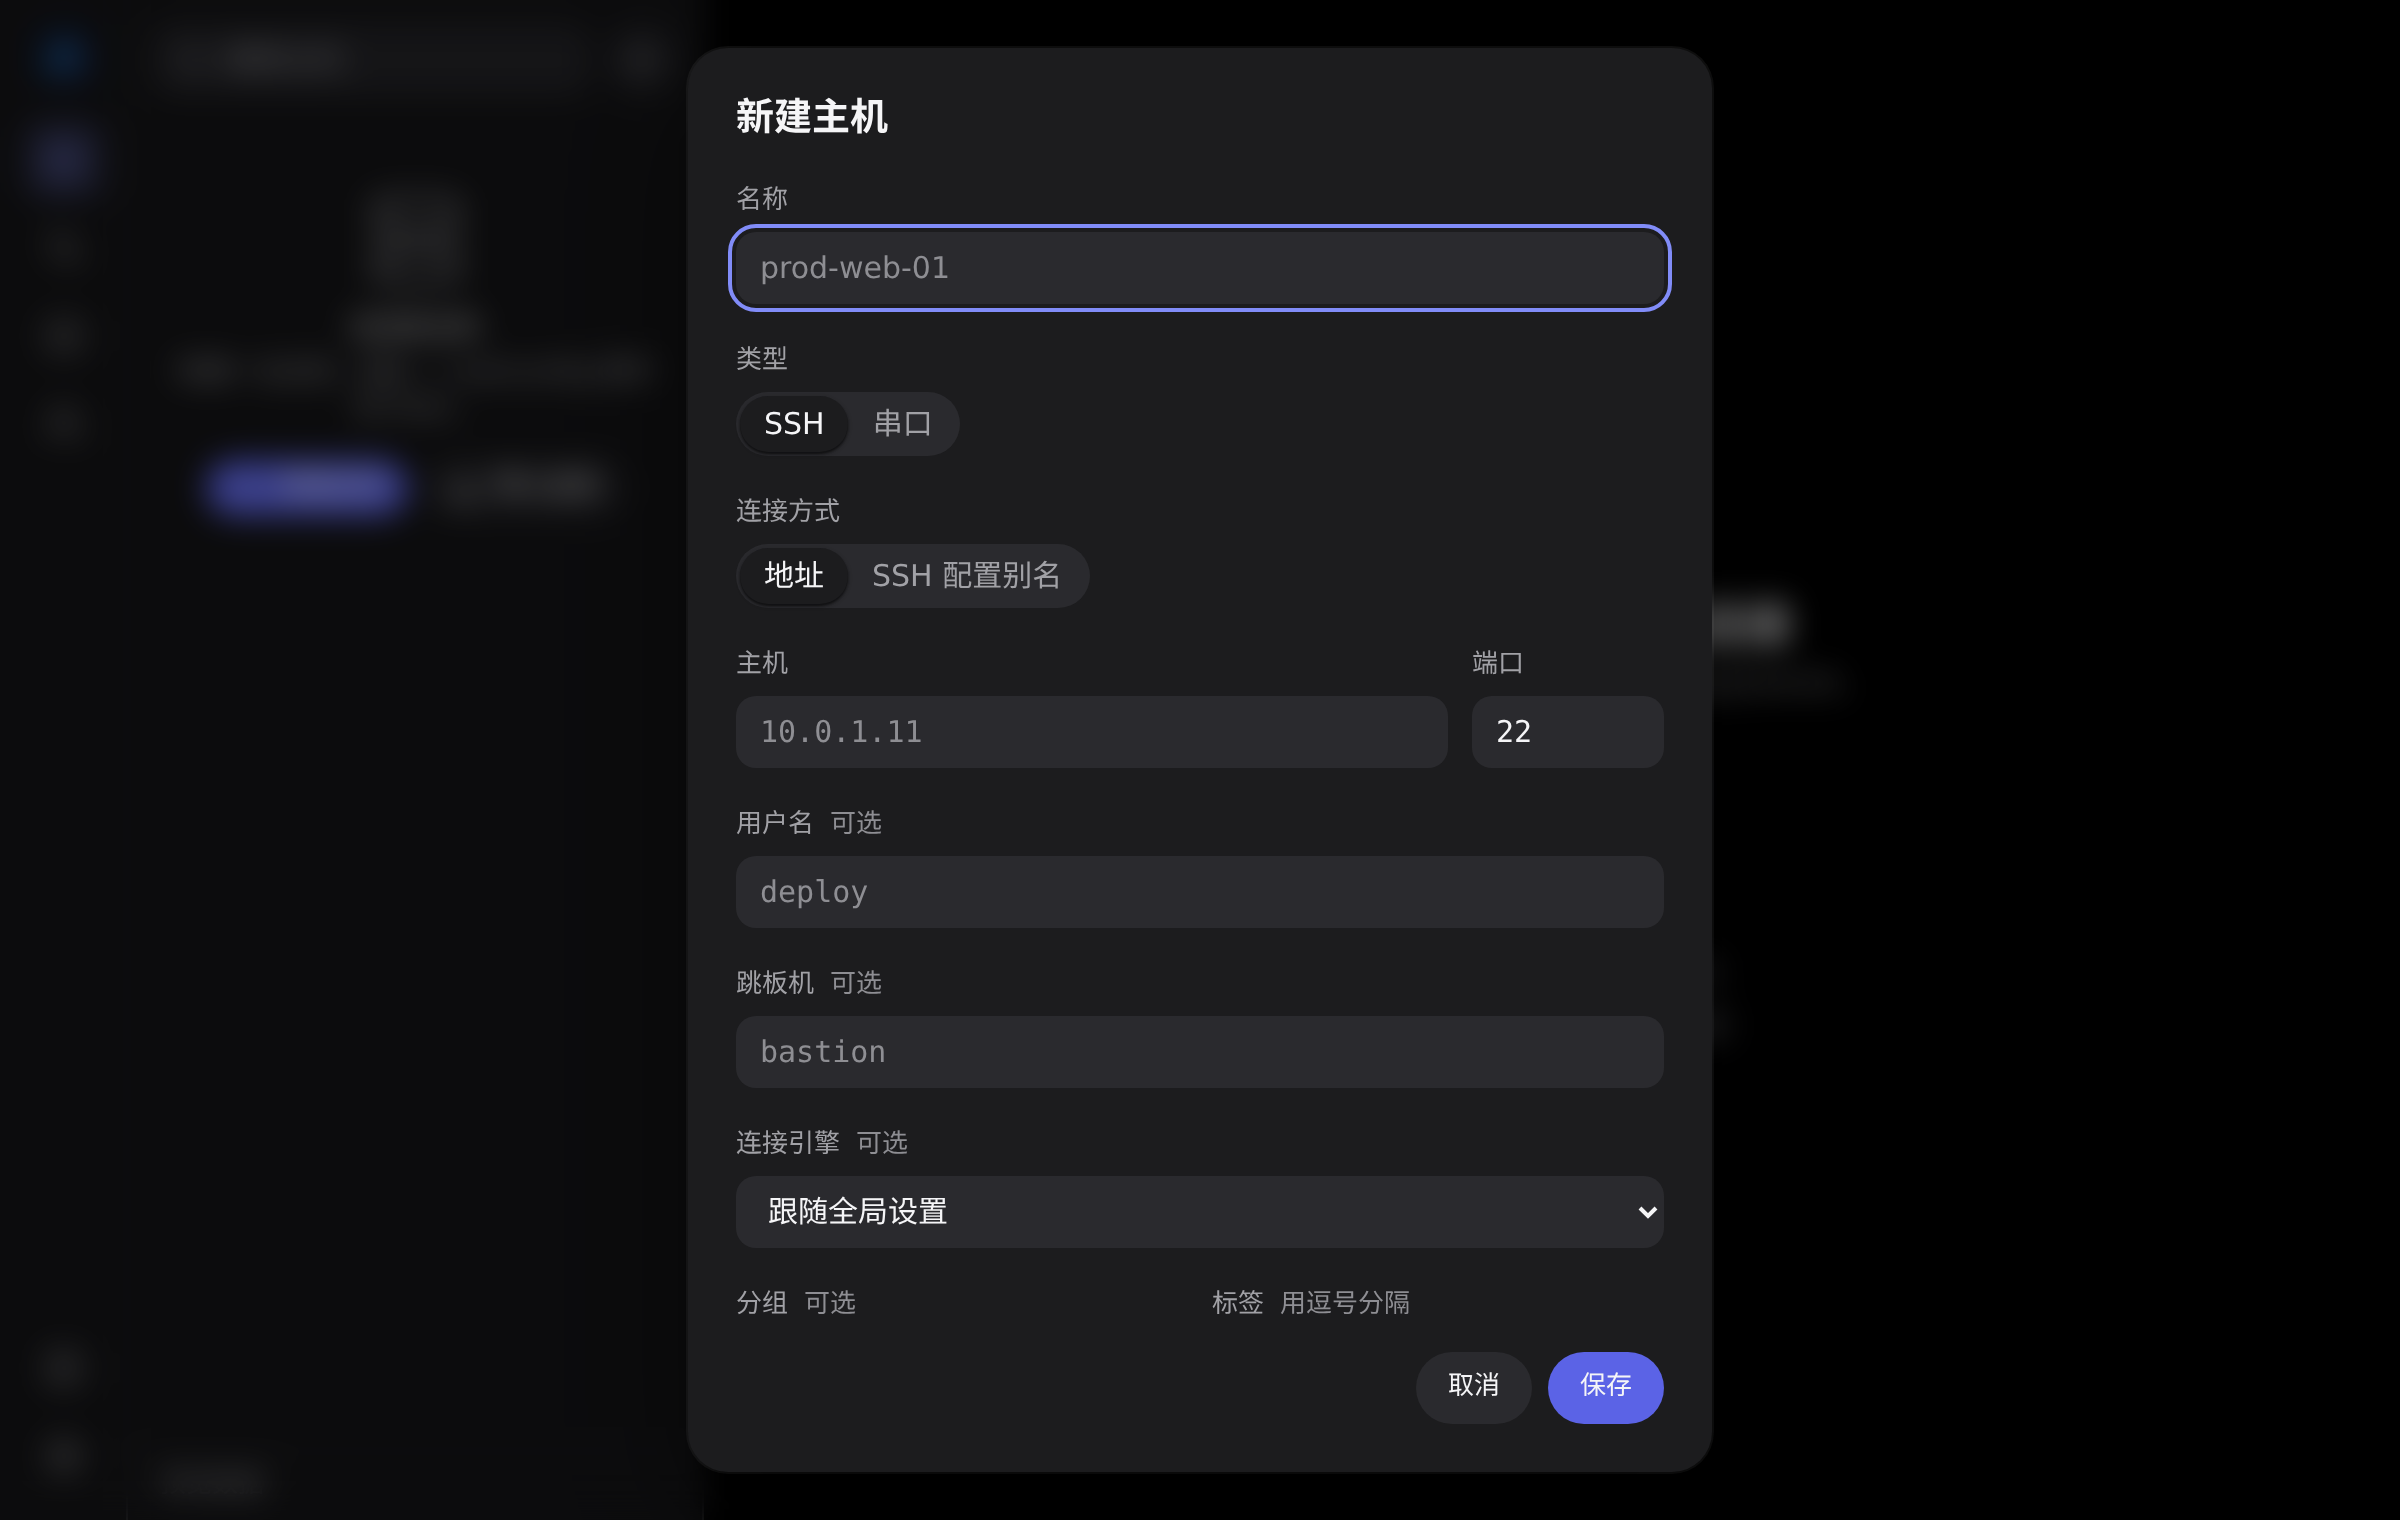 新建主机
名称
prod-web-01
类型
SSH 串口
连接方式
地址 SSH 配置别名
主机 端口
10.0.1.11 22
用户名 可选
deploy
跳板机 可选
bastion
连接引擎 可选
跟随全局设置
分组 可选 标签 用逗号分隔
取消 保存